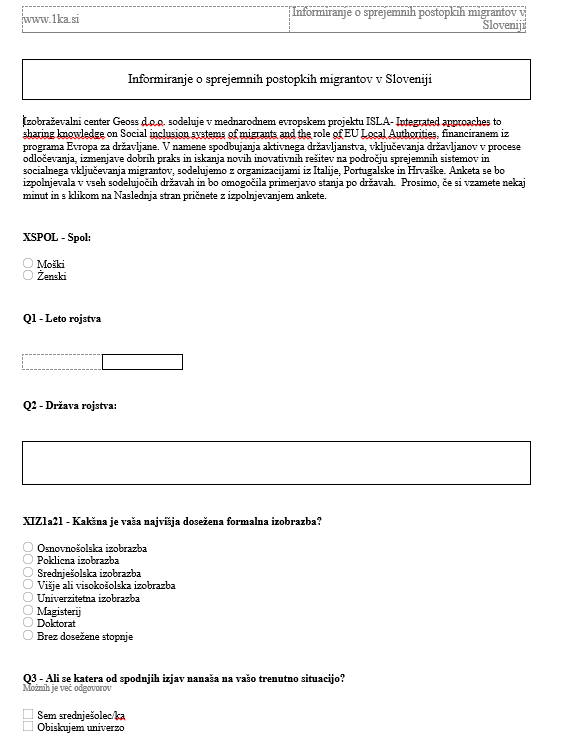 www.1ka.si
Informiranje o sprejemnih postopkih migrantov v
Sloveniji
Informiranje o sprejemnih postopkih migrantov v Sloveniji
Izobraževalni center Geoss d.o.o. sodeluje v mednarodnem evropskem projektu ISLA- Integrated approaches to
sharing knowledge on Social inclusion systems of migrants and the role of EU Local Authorities, financiranem iz
programa Evropa za državljane. V namene spodbujanja aktivnega državljanstva, vključevanja državljanov v procese
odločevanja, izmenjave dobrih praks in iskanja novih inovativnih rešitev na področju sprejemnih sistemov in
socialnega vključevanja migrantov, sodelujemo z organizacijami iz Italije, Portugalske in Hrvaške. Anketa se bo
izpolnjevala v vseh sodelujočih državah in bo omogočila primerjavo stanja po državah. Prosimo, če si vzamete nekaj
minut in s klikom na Naslednja stran pričnete z izpolnjevanjem ankete.
XSPOL - Spol:
Moški
Ženski
Q1 - Leto rojstva
Q2 - Država rojstva:
XIZ1a21 - Kakšna je vaša najvišja dosežena formalna izobrazba?
Osnovnošolska izobrazba
Poklicna izobrazba
Srednješolska izobrazba
Višje ali visokošolska izobrazba
Univerzitetna izobrazba
Magisterij
Doktorat
Brez dosežene stopnje
Q3 - Ali se katera od spodnjih izjav nanaša na vašo trenutno situacijo?
Možnih je več odgovorov
Sem srednješolec/ka
Obiskujem univerzo